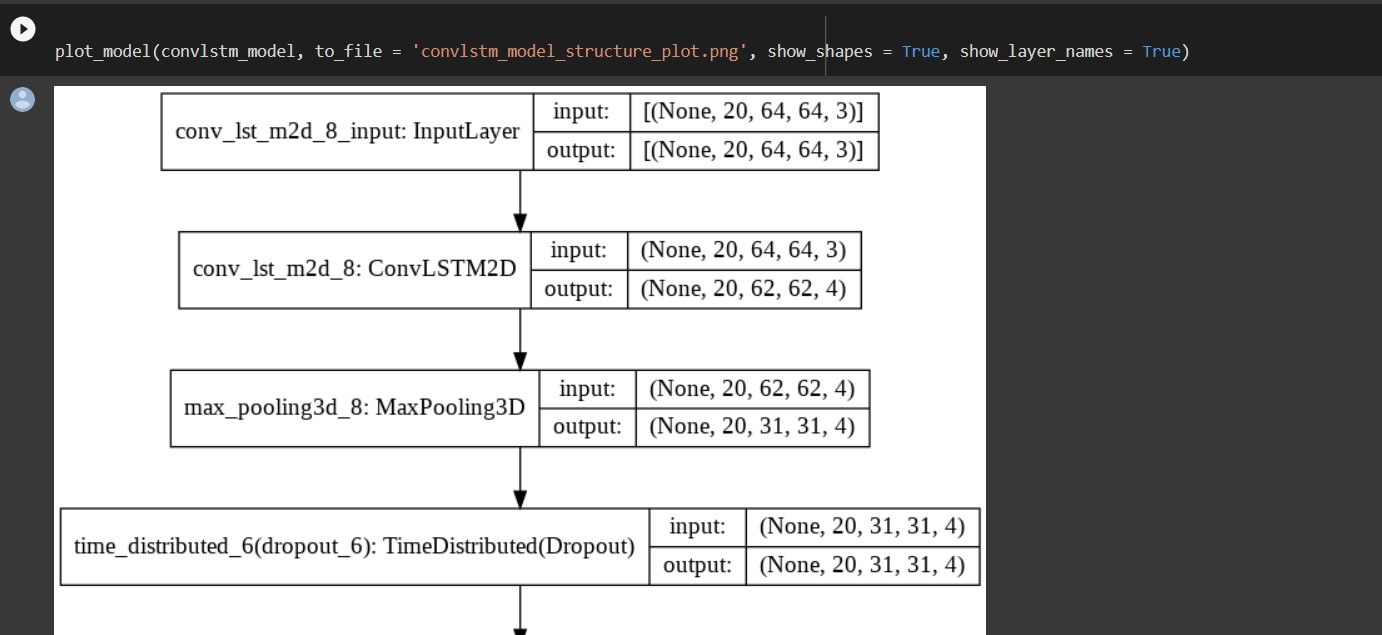 plot_model(convlstm_model, to_file = 'convlstm_model_structure_plot.png', show_shapes = True, show_layer_names = True)
conv_lst_m2d_8_input: InputLayer
input: [(None, 20, 64, 64, 3)]
output: [(None, 20, 64, 64, 3)]
conv_lst_m2d_8: ConvLSTM2D
input: (None, 20, 64, 64, 3)
output: (None, 20, 62, 62, 4)
max_pooling3d_8: MaxPooling3D
input: (None, 20, 62, 62, 4)
output: (None, 20, 31, 31, 4)
time_distributed_6(dropout_6): TimeDistributed(Dropout)
input: (None, 20, 31, 31, 4)
output: (None, 20, 31, 31, 4)